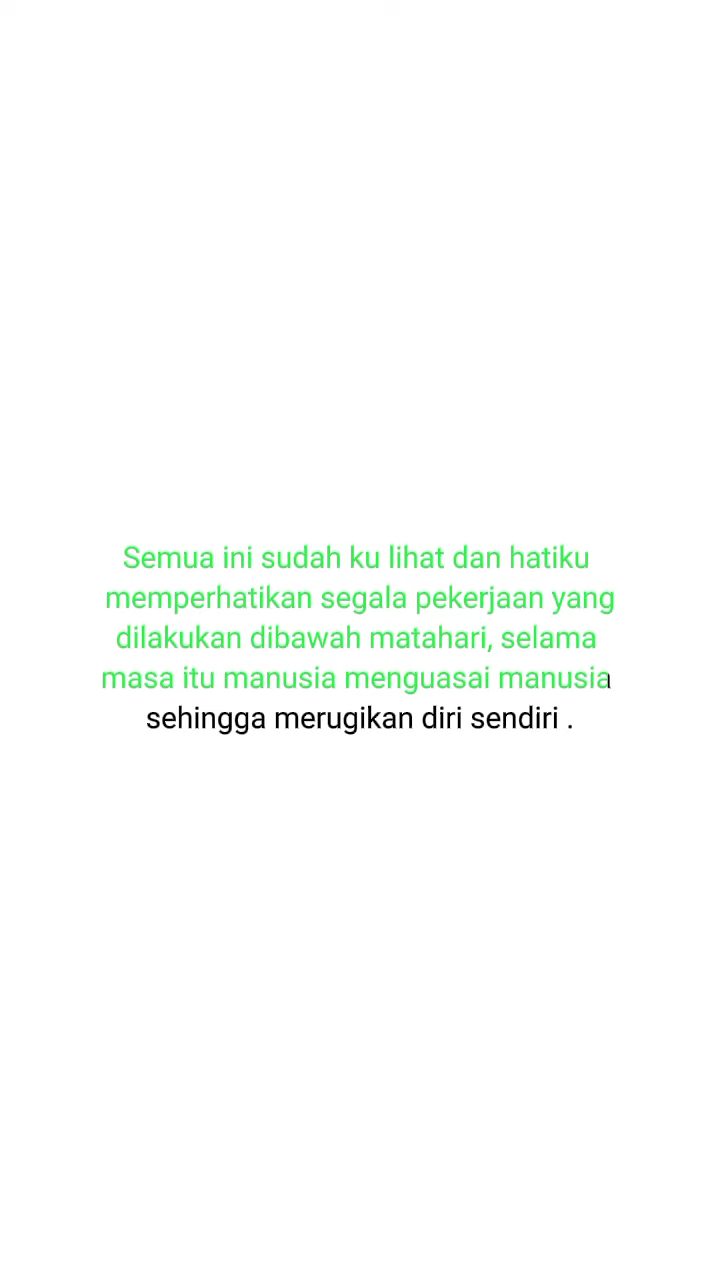 Semua ini sudah ku lihat dan hatiku
memperhatikan segala pekerjaan yang
dilakukan dibawah matahari, selama
masa itu manusia menguasai manusia
sehingga merugikan diri sendiri .